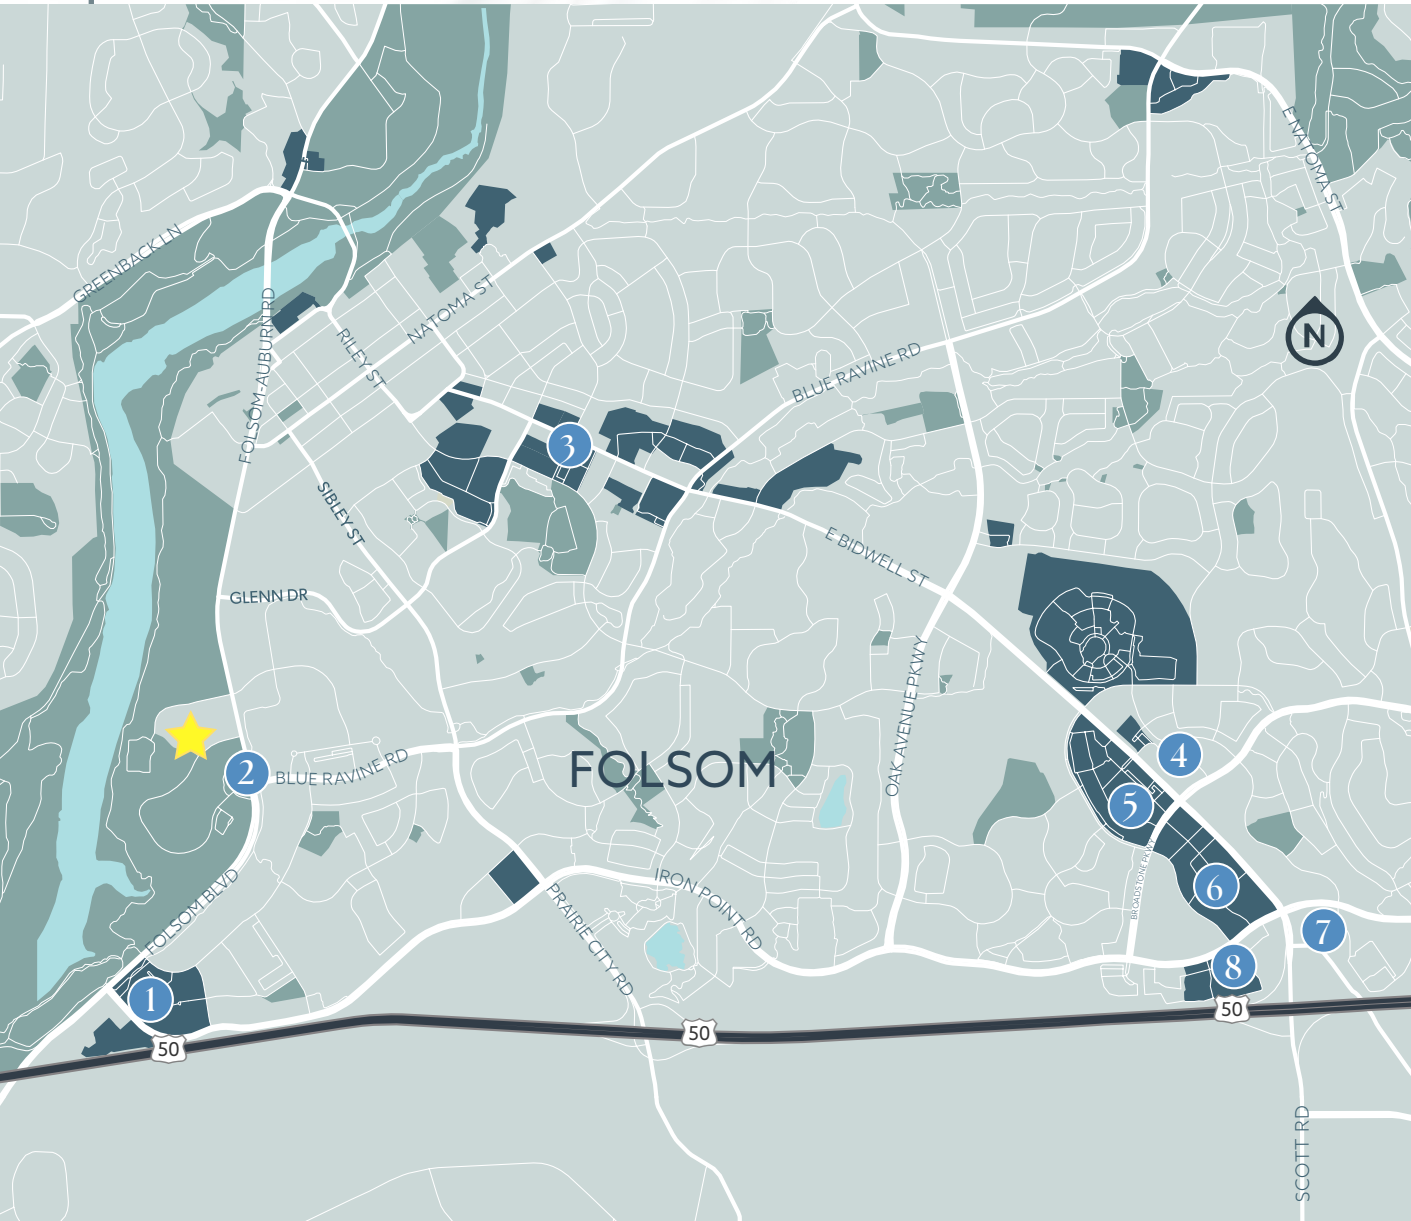 E NATOMA ST
F
GREENBACK LN
NATOMA ST
N
FOLSOM-AUBURN RD
RILEY ST
BLUE RAVINE RD
3
SIBLEY ST
E BIDWELL ST
GLENN DR
OAK AVENUE PKWY
2
BLUE RAVINE RD
FOLSOM
4
5
BROADSTONE PKWY
6
FOLSOM BLVD
IRON POINT RD
PRAIRIE CITY RD
7
8
1
50
50
50
SCOTT RD